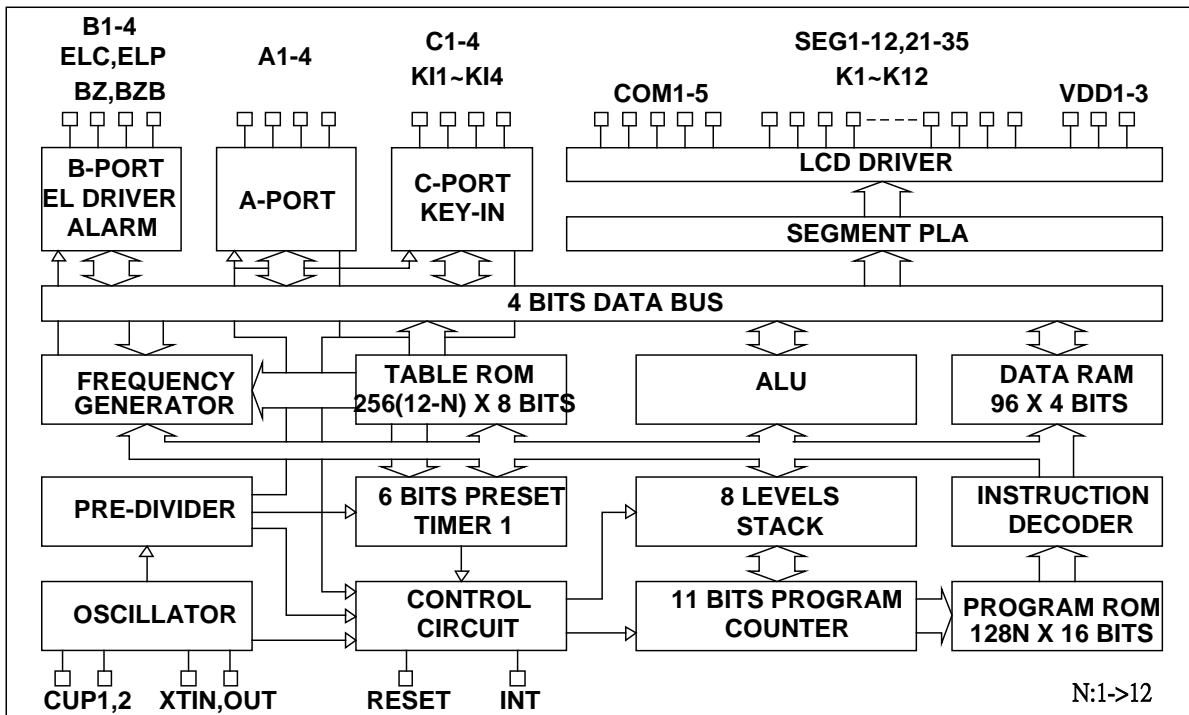 B1-4
ELC,ELP
BZ,BZB
A1-4
C1-4
KI1~KI4
COM1-5
SEG1-12,21-35
K1~K12
VDD1-3
B-PORT
EL DRIVER
ALARM
A-PORT
C-PORT
KEY-IN
LCD DRIVER
SEGMENT PLA
4 BITS DATA BUS
FREQUENCY
GENERATOR
TABLE ROM
256(12-N) X 8 BITS
ALU
DATA RAM
96 X 4 BITS
PRE-DIVIDER
6 BITS PRESET
TIMER 1
8 LEVELS
STACK
INSTRUCTION
DECODER
OSCILLATOR
CONTROL
CIRCUIT
11 BITS PROGRAM
COUNTER
PROGRAM ROM
128N X 16 BITS
CUP1,2
XTIN,OUT
RESET
INT
N:1->12